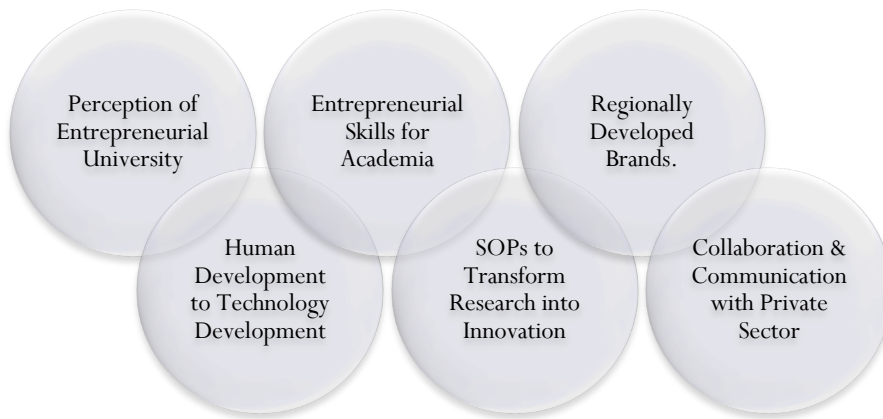 Perception of
Entrepreneurial
University
Entrepreneurial
Skills for
Academia
Regionally
Developed
Brands.
Human
Development
to Technology
Development
SOPs to
Transform
Research into
Innovation
Collaboration &
Communication
with Private
Sector